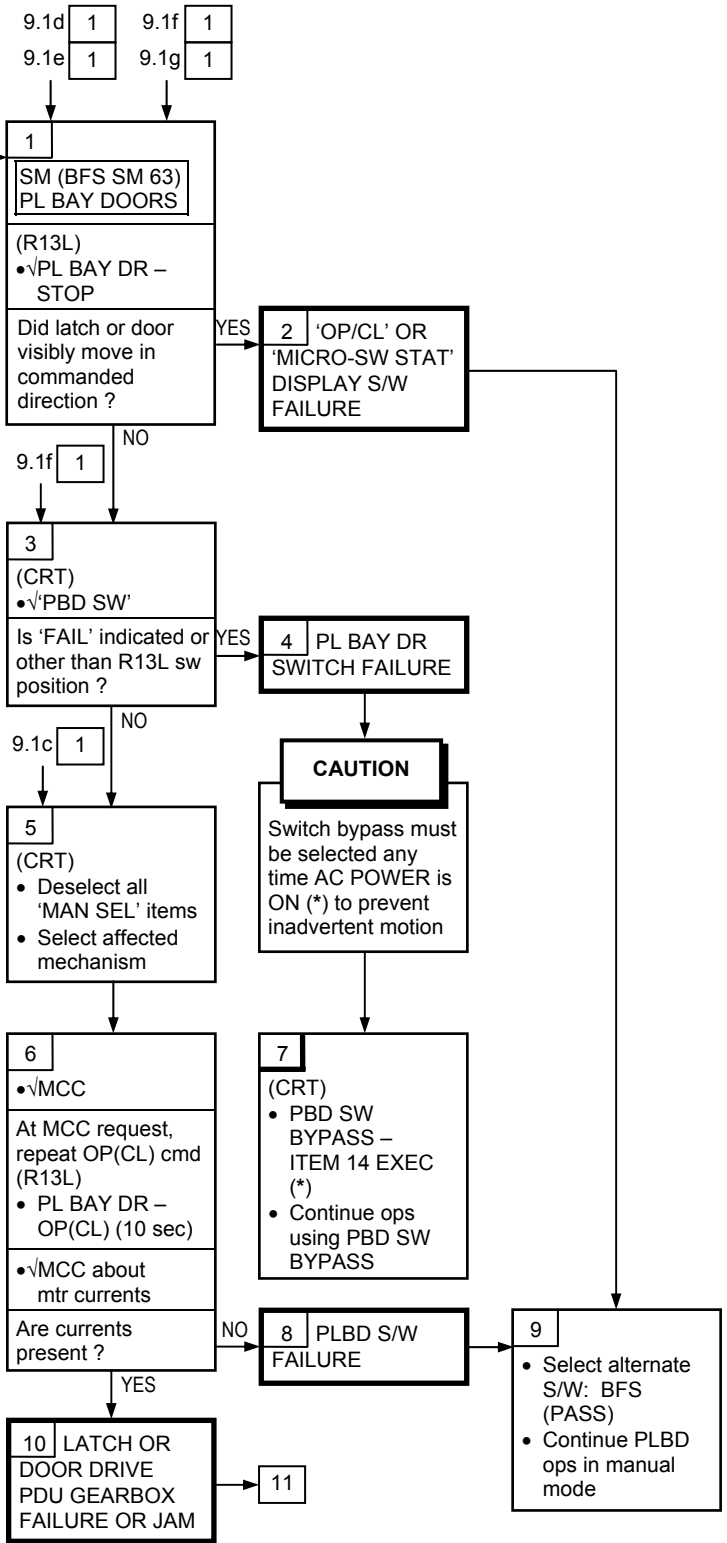 9.1d 1 9.1f 1
9.1e 1 9.1g 1
1
SM (BFS SM 63)
PL BAY DOORS
(R13L)
•√PL BAY DR –
STOP
Did latch or door
visibly move in
commanded
direction ?
YES
2 'OP/CL' OR
'MICRO-SW STAT'
DISPLAY S/W
FAILURE
NO
9.1f 1
3
(CRT)
•√'PBD SW'
Is 'FAIL' indicated or
other than R13L sw
position ?
YES
4 PL BAY DR
SWITCH FAILURE
NO
9.1c 1
CAUTION
Switch bypass must
be selected any
time AC POWER is
ON (*) to prevent
inadvertent motion
5
(CRT)
• Deselect all
'MAN SEL' items
• Select affected
mechanism
6
•√MCC
At MCC request,
repeat OP(CL) cmd
(R13L)
• PL BAY DR –
OP(CL) (10 sec)
•√MCC about
mtr currents
Are currents
present ?
7
(CRT)
• PBD SW
BYPASS –
ITEM 14 EXEC
(*)
• Continue ops
using PBD SW
BYPASS
NO
8 PLBD S/W
FAILURE
9
• Select alternate
S/W: BFS
(PASS)
• Continue PLBD
ops in manual
mode
YES
10 LATCH OR
DOOR DRIVE
PDU GEARBOX
FAILURE OR JAM
11